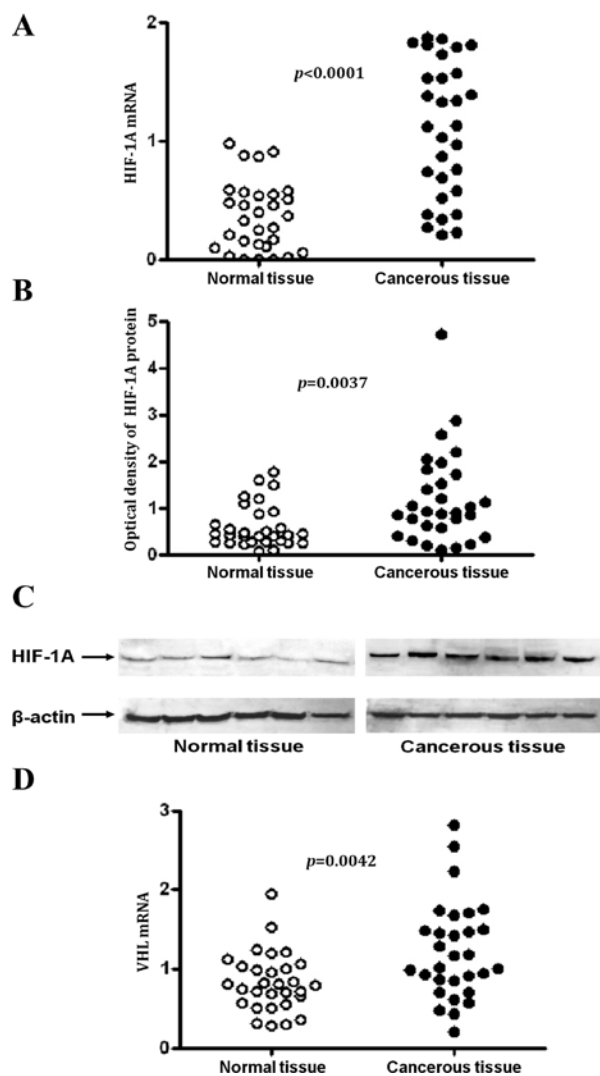 A
HIF-1A mRNA
2
1
0
p<0.0001
Normal tissue
Cancerous tissue
B
Optical density of HIF-1A protein
5
4
3
2
1
0
p=0.0037
Normal tissue
Cancerous tissue
C
HIF-1A
β-actin
Normal tissue
Cancerous tissue
D
VHL mRNA
3
2
1
0
p=0.0042
Normal tissue
Cancerous tissue